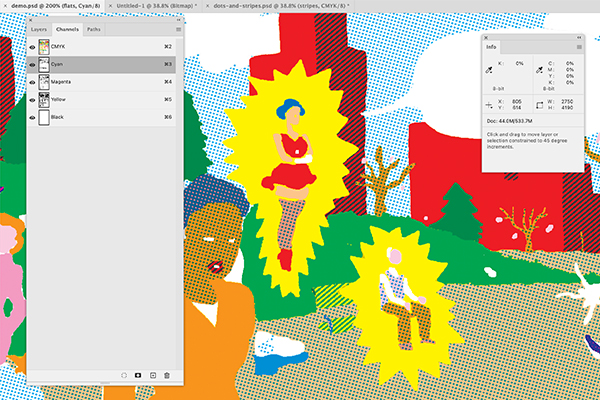 demo.psd @ 200% (flats, Cyan/8)
Untitled-1 @ 38.8% (Bitmap) *
dots-and-stripes.psd @ 38.8% (stripes, CMYK/8) *
Layers Channels Paths
CMYK ⌘2
Cyan ⌘3
Magenta ⌘4
Yellow ⌘5
Black ⌘6
Info
K: 0% C: 0%
M: 0%
Y: 0%
K: 0%
8-bit 8-bit
X: 805 W: 2750
Y: 614 H: 4190
Doc: 44.0M/533.7M
Click and drag to move layer or
selection constrained to 45 degree
increments.